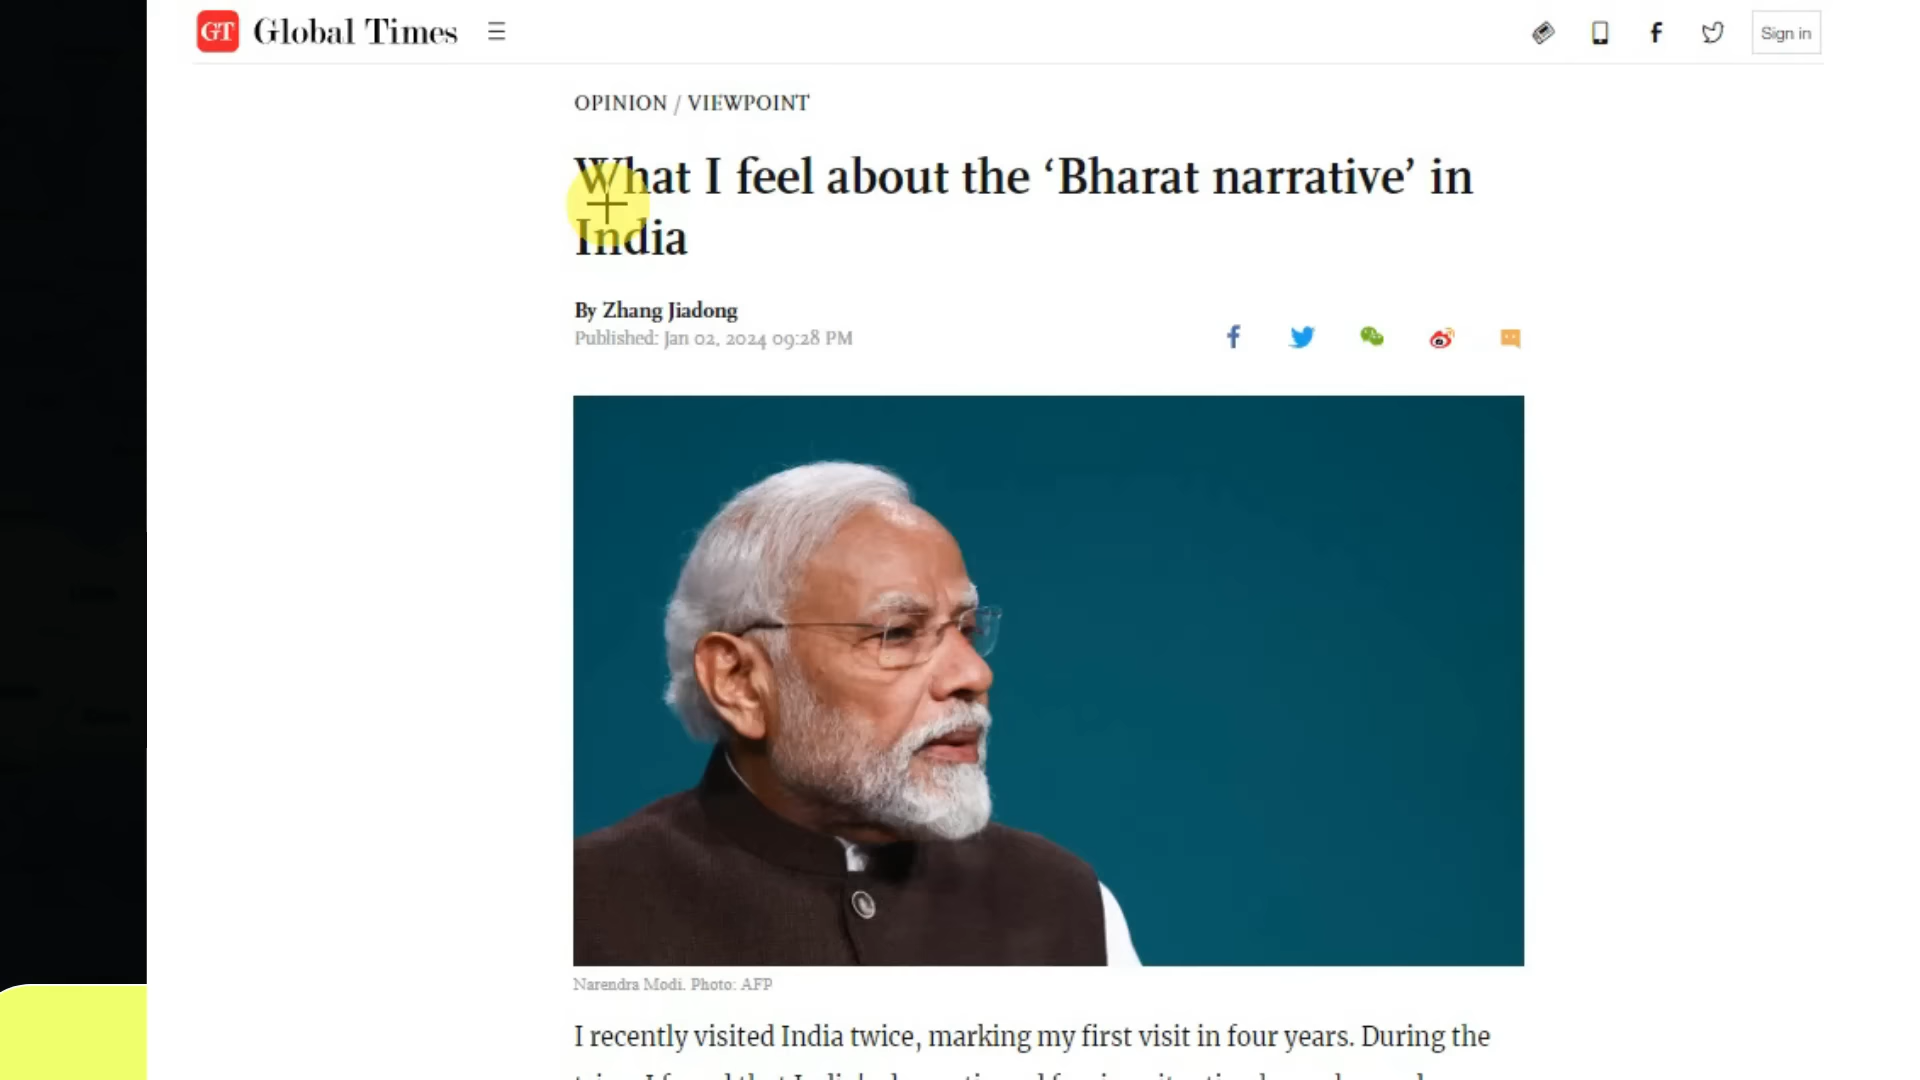 GT Global Times
Sign in
OPINION / VIEWPOINT
What I feel about the ‘Bharat narrative’ in
India
By Zhang Jiadong
Published: Jan 02, 2024 09:28 PM
Narendra Modi. Photo: AFP
I recently visited India twice, marking my first visit in four years. During the